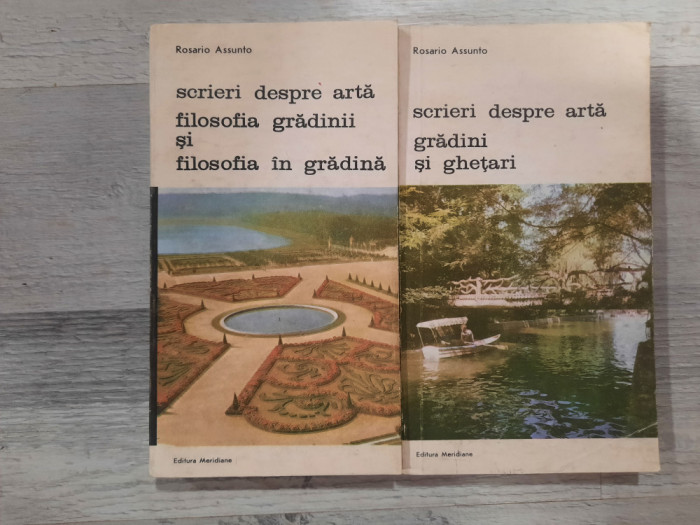 Rosario Assunto
scrieri despre artă
filosofia grădinii
şi
filosofia în grădină
Editura Meridiane
Rosario Assunto
scrieri despre artă
grădini
şi gheţari
Editura Meridiane